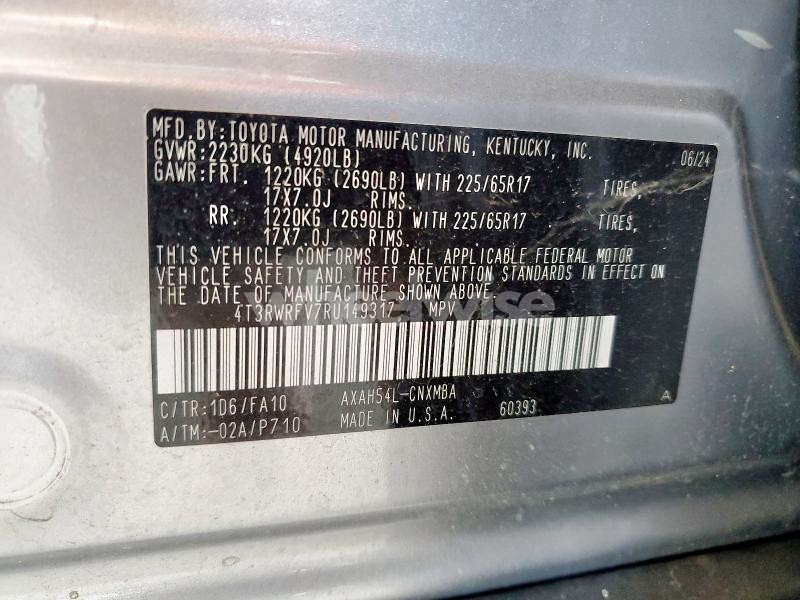 MFD.BY:TOYOTA MOTOR MANUFACTURING, KENTUCKY, INC. 06/24
GVWR:2230KG (4920LB)
GAWR:FRT. 1220KG (2690LB) WITH 225/65R17 TIRES,
17X7.0J RIMS.
RR. 1220KG (2690LB) WITH 225/65R17 TIRES,
17X7.0J RIMS.
THIS VEHICLE CONFORMS TO ALL APPLICABLE FEDERAL MOTOR
VEHICLE SAFETY AND THEFT PREVENTION STANDARDS IN EFFECT ON
THE DATE OF MANUFACTURE SHOWN ABOVE.
4T3RWRFV7RU149317 MPV
C/TR:1D6/FA10 AXAH54L-CNXMBA A
A/TM:-02A/P710 MADE IN U.S.A. 60393